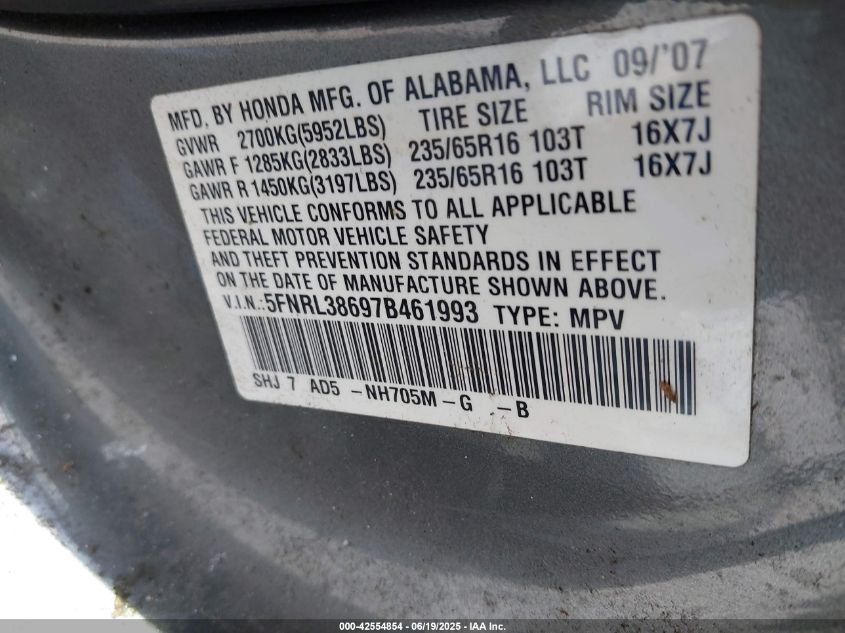 MFD. BY HONDA MFG. OF ALABAMA, LLC 09/'07
GVWR 2700KG(5952LBS) TIRE SIZE RIM SIZE
GAWR F 1285KG(2833LBS) 235/65R16 103T 16X7J
GAWR R 1450KG(3197LBS) 235/65R16 103T 16X7J
THIS VEHICLE CONFORMS TO ALL APPLICABLE
FEDERAL MOTOR VEHICLE SAFETY
AND THEFT PREVENTION STANDARDS IN EFFECT
ON THE DATE OF MANUFACTURE SHOWN ABOVE.
V.I.N.:5FNRL38697B461993 TYPE: MPV
SHJ 7 AD5 -NH705M-G -B
000-42554854 - 06/19/2025 - IAA Inc.